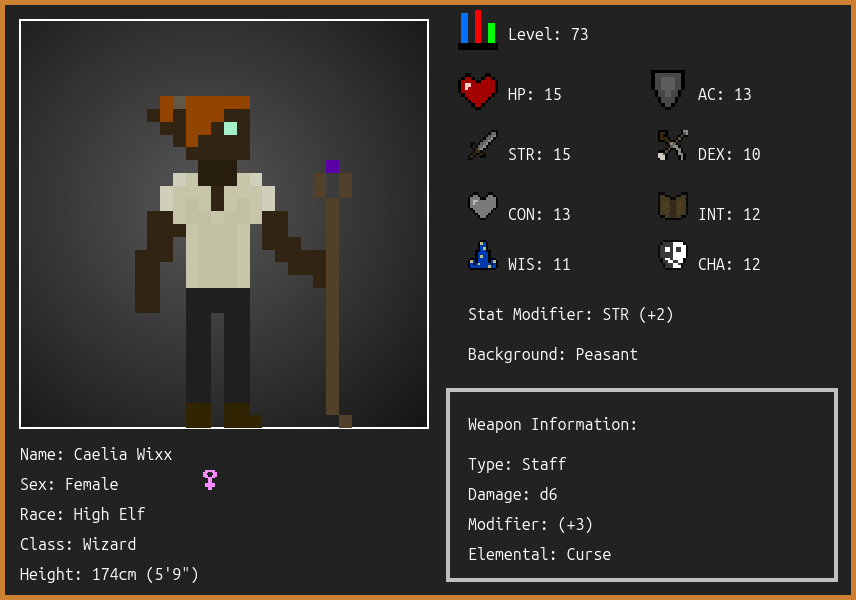 Level: 73
HP: 15
AC: 13
STR: 15
DEX: 10
CON: 13
INT: 12
WIS: 11
CHA: 12
Stat Modifier: STR (+2)
Background: Peasant
Weapon Information:
Type: Staff
Damage: d6
Modifier: (+3)
Elemental: Curse
Name: Caelia Wixx
Sex: Female
Race: High Elf
Class: Wizard
Height: 174cm (5'9")